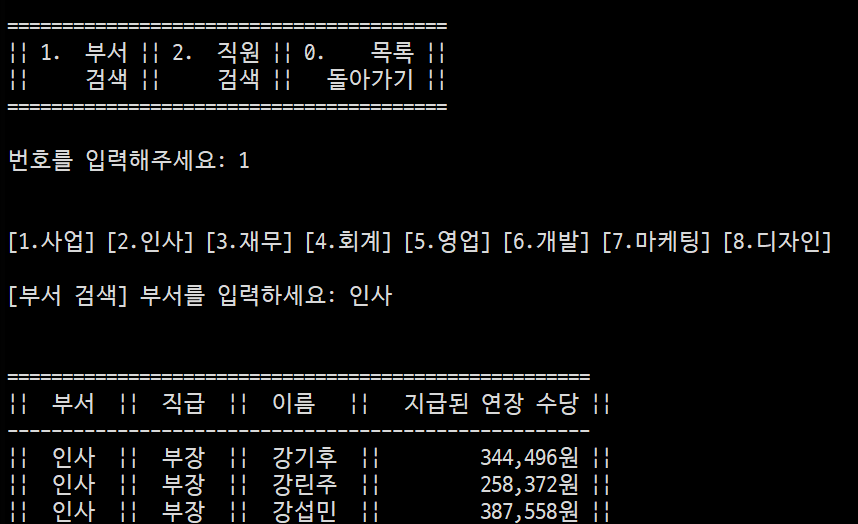 ========================================
|| 1.  부서 || 2.  직원 || 0.    목록 ||
||     검색 ||     검색 ||   돌아가기 ||
========================================
번호를 입력해주세요: 1
[1.사업] [2.인사] [3.재무] [4.회계] [5.영업] [6.개발] [7.마케팅] [8.디자인]
[부서 검색] 부서를 입력하세요: 인사
=====================================================
||  부서  ||  직급  ||  이름   ||   지급된 연장 수당 ||
-----------------------------------------------------
||  인사  ||  부장  ||  강기후  ||         344,496원 ||
||  인사  ||  부장  ||  강린주  ||         258,372원 ||
||  인사  ||  부장  ||  강섭민  ||         387,558원 ||